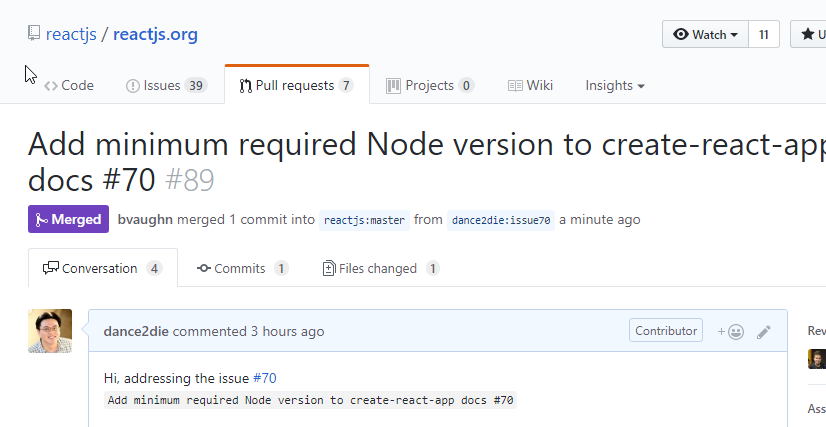 reactjs / reactjs.org
Watch 11
Code Issues 39 Pull requests 7 Projects 0 Wiki Insights
Add minimum required Node version to create-react-app
docs #70 #89
Merged bvaughn merged 1 commit into reactjs:master from dance2die:issue70 a minute ago
Conversation 4 Commits 1 Files changed 1
dance2die commented 3 hours ago Contributor
Rev
Hi, addressing the issue #70
Add minimum required Node version to create-react-app docs #70
Ass